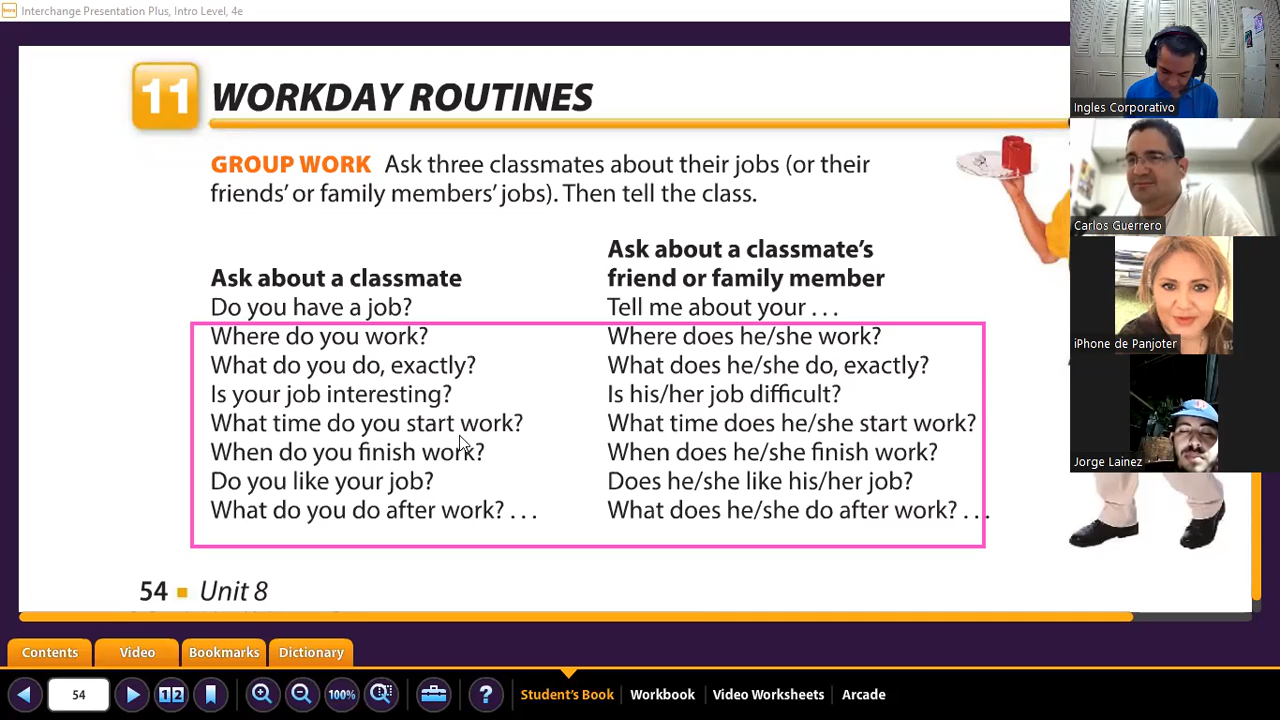 Interchange Presentation Plus, Intro Level, 4e
11 WORKDAY ROUTINES
GROUP WORK Ask three classmates about their jobs (or their
friends' or family members' jobs). Then tell the class.
Ask about a classmate
Do you have a job?
Where do you work?
What do you do, exactly?
Is your job interesting?
What time do you start work?
When do you finish work?
Do you like your job?
What do you do after work? . . .
Ask about a classmate's
friend or family member
Tell me about your . . .
Where does he/she work?
What does he/she do, exactly?
Is his/her job difficult?
What time does he/she start work?
When does he/she finish work?
Does he/she like his/her job?
What does he/she do after work? . . .
54 Unit 8
Ingles Corporativo
Carlos Guerrero
iPhone de Panjoter
Jorge Lainez
Contents Video Bookmarks Dictionary
54 1 2 100% ? Student's Book Workbook Video Worksheets Arcade